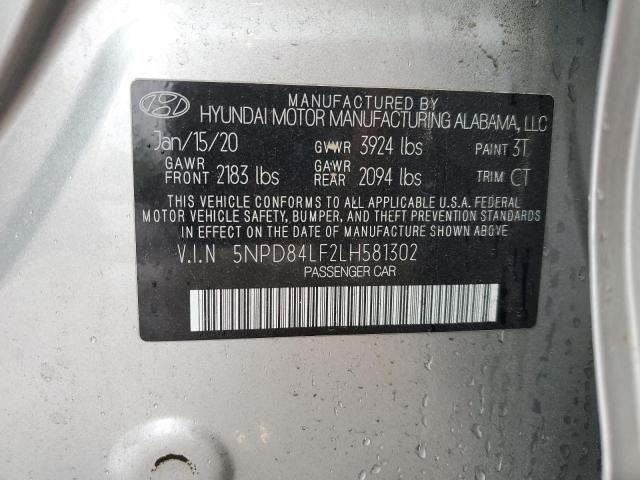 MANUFACTURED BY
HYUNDAI MOTOR MANUFACTURING ALABAMA, LLC
Jan/15/20 GVWR 3924 lbs PAINT 3T
GAWR FRONT 2183 lbs GAWR REAR 2094 lbs TRIM CT
THIS VEHICLE CONFORMS TO ALL APPLICABLE U.S.A. FEDERAL
MOTOR VEHICLE SAFETY, BUMPER, AND THEFT PREVENTION STANDARDS
IN EFFECT ON THE DATE OF MANUFACTURE SHOWN ABOVE.
V.I.N 5NPD84LF2LH581302
PASSENGER CAR